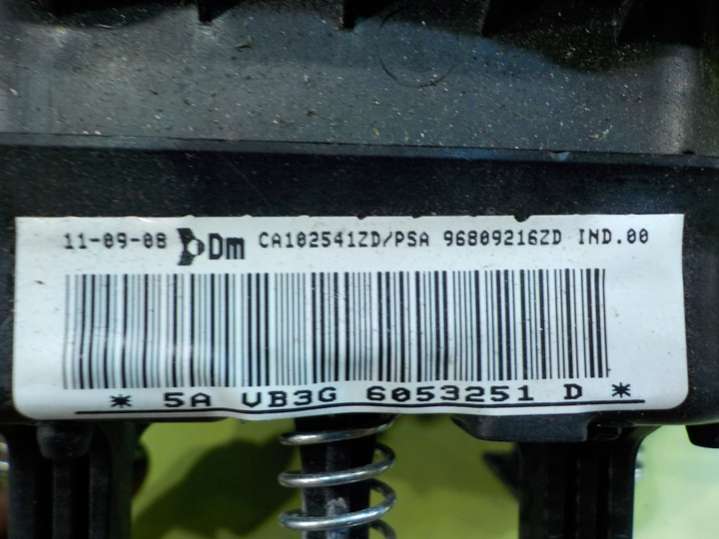 11-09-08 Dm CA102541ZD/PSA 96809216ZD IND.00
* 5A VB3G 6053251 D *